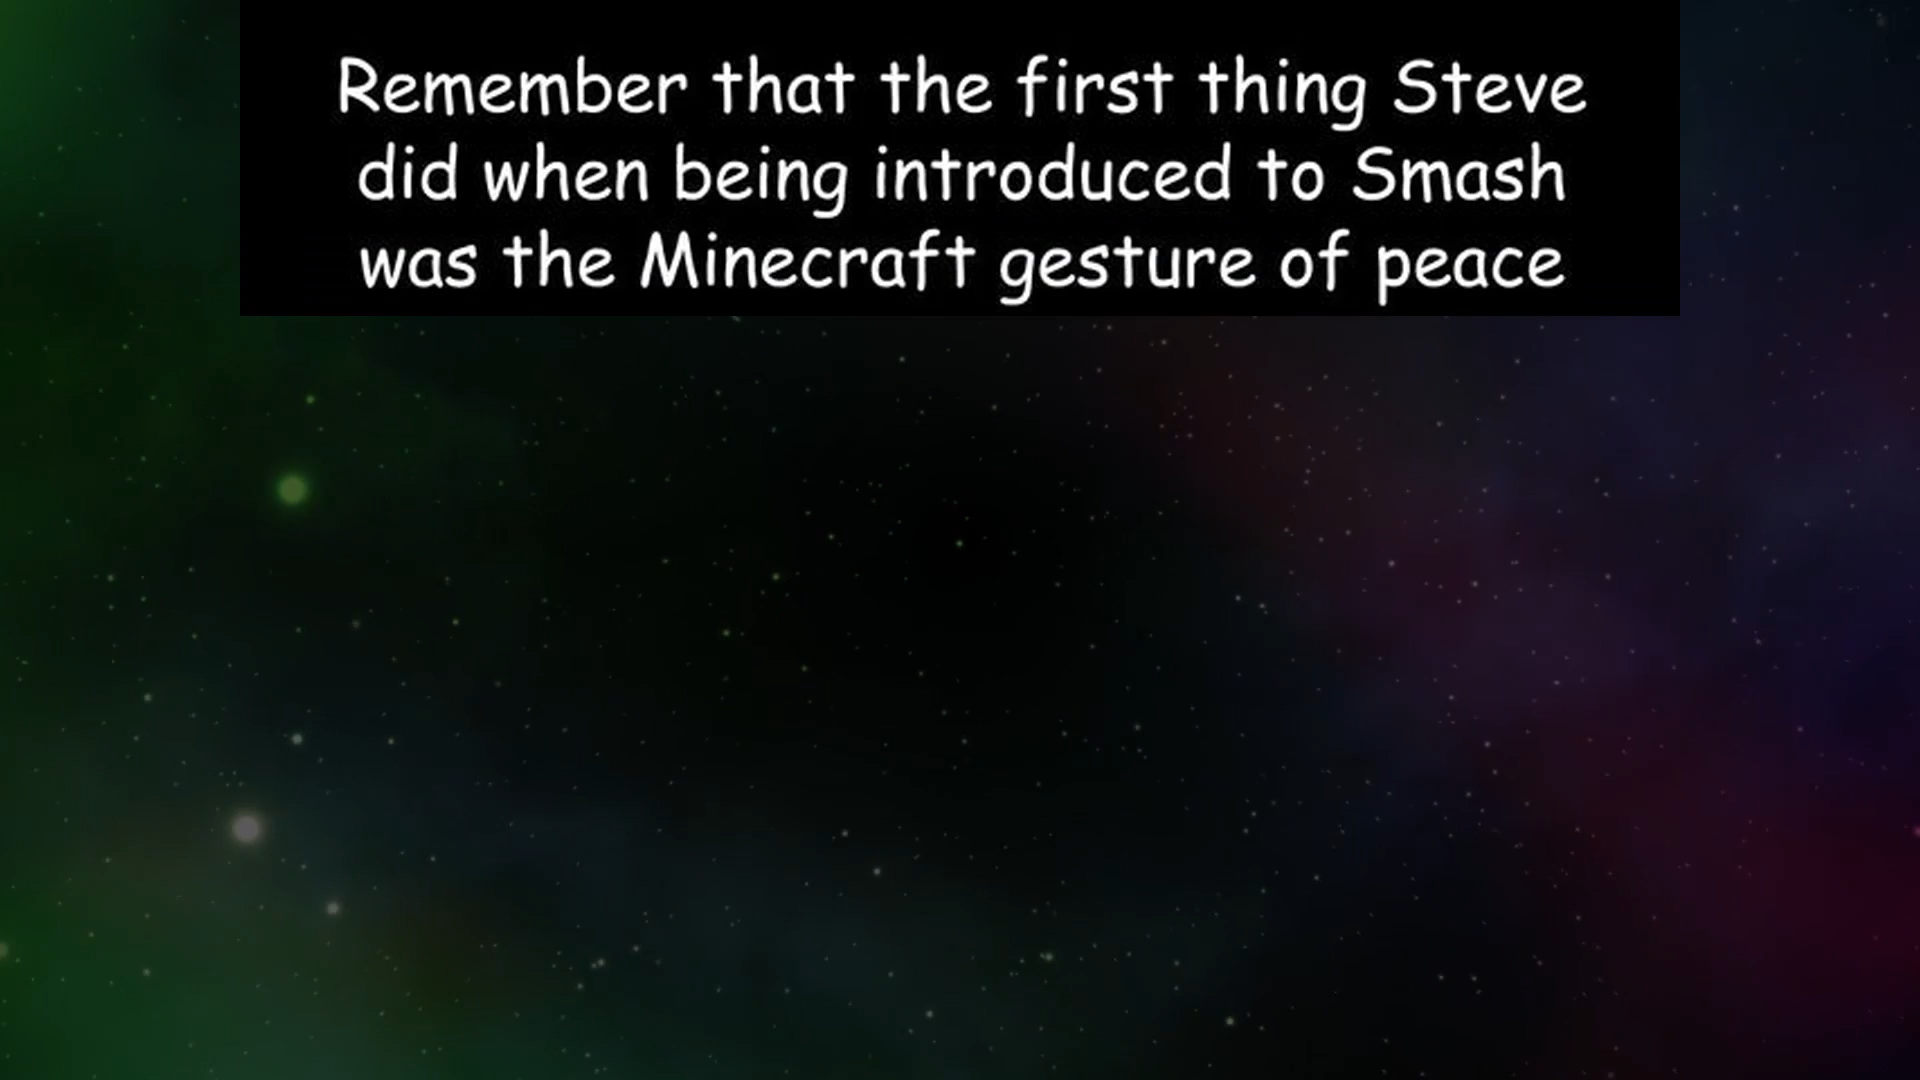 Remember that the first thing Steve
did when being introduced to Smash
was the Minecraft gesture of peace